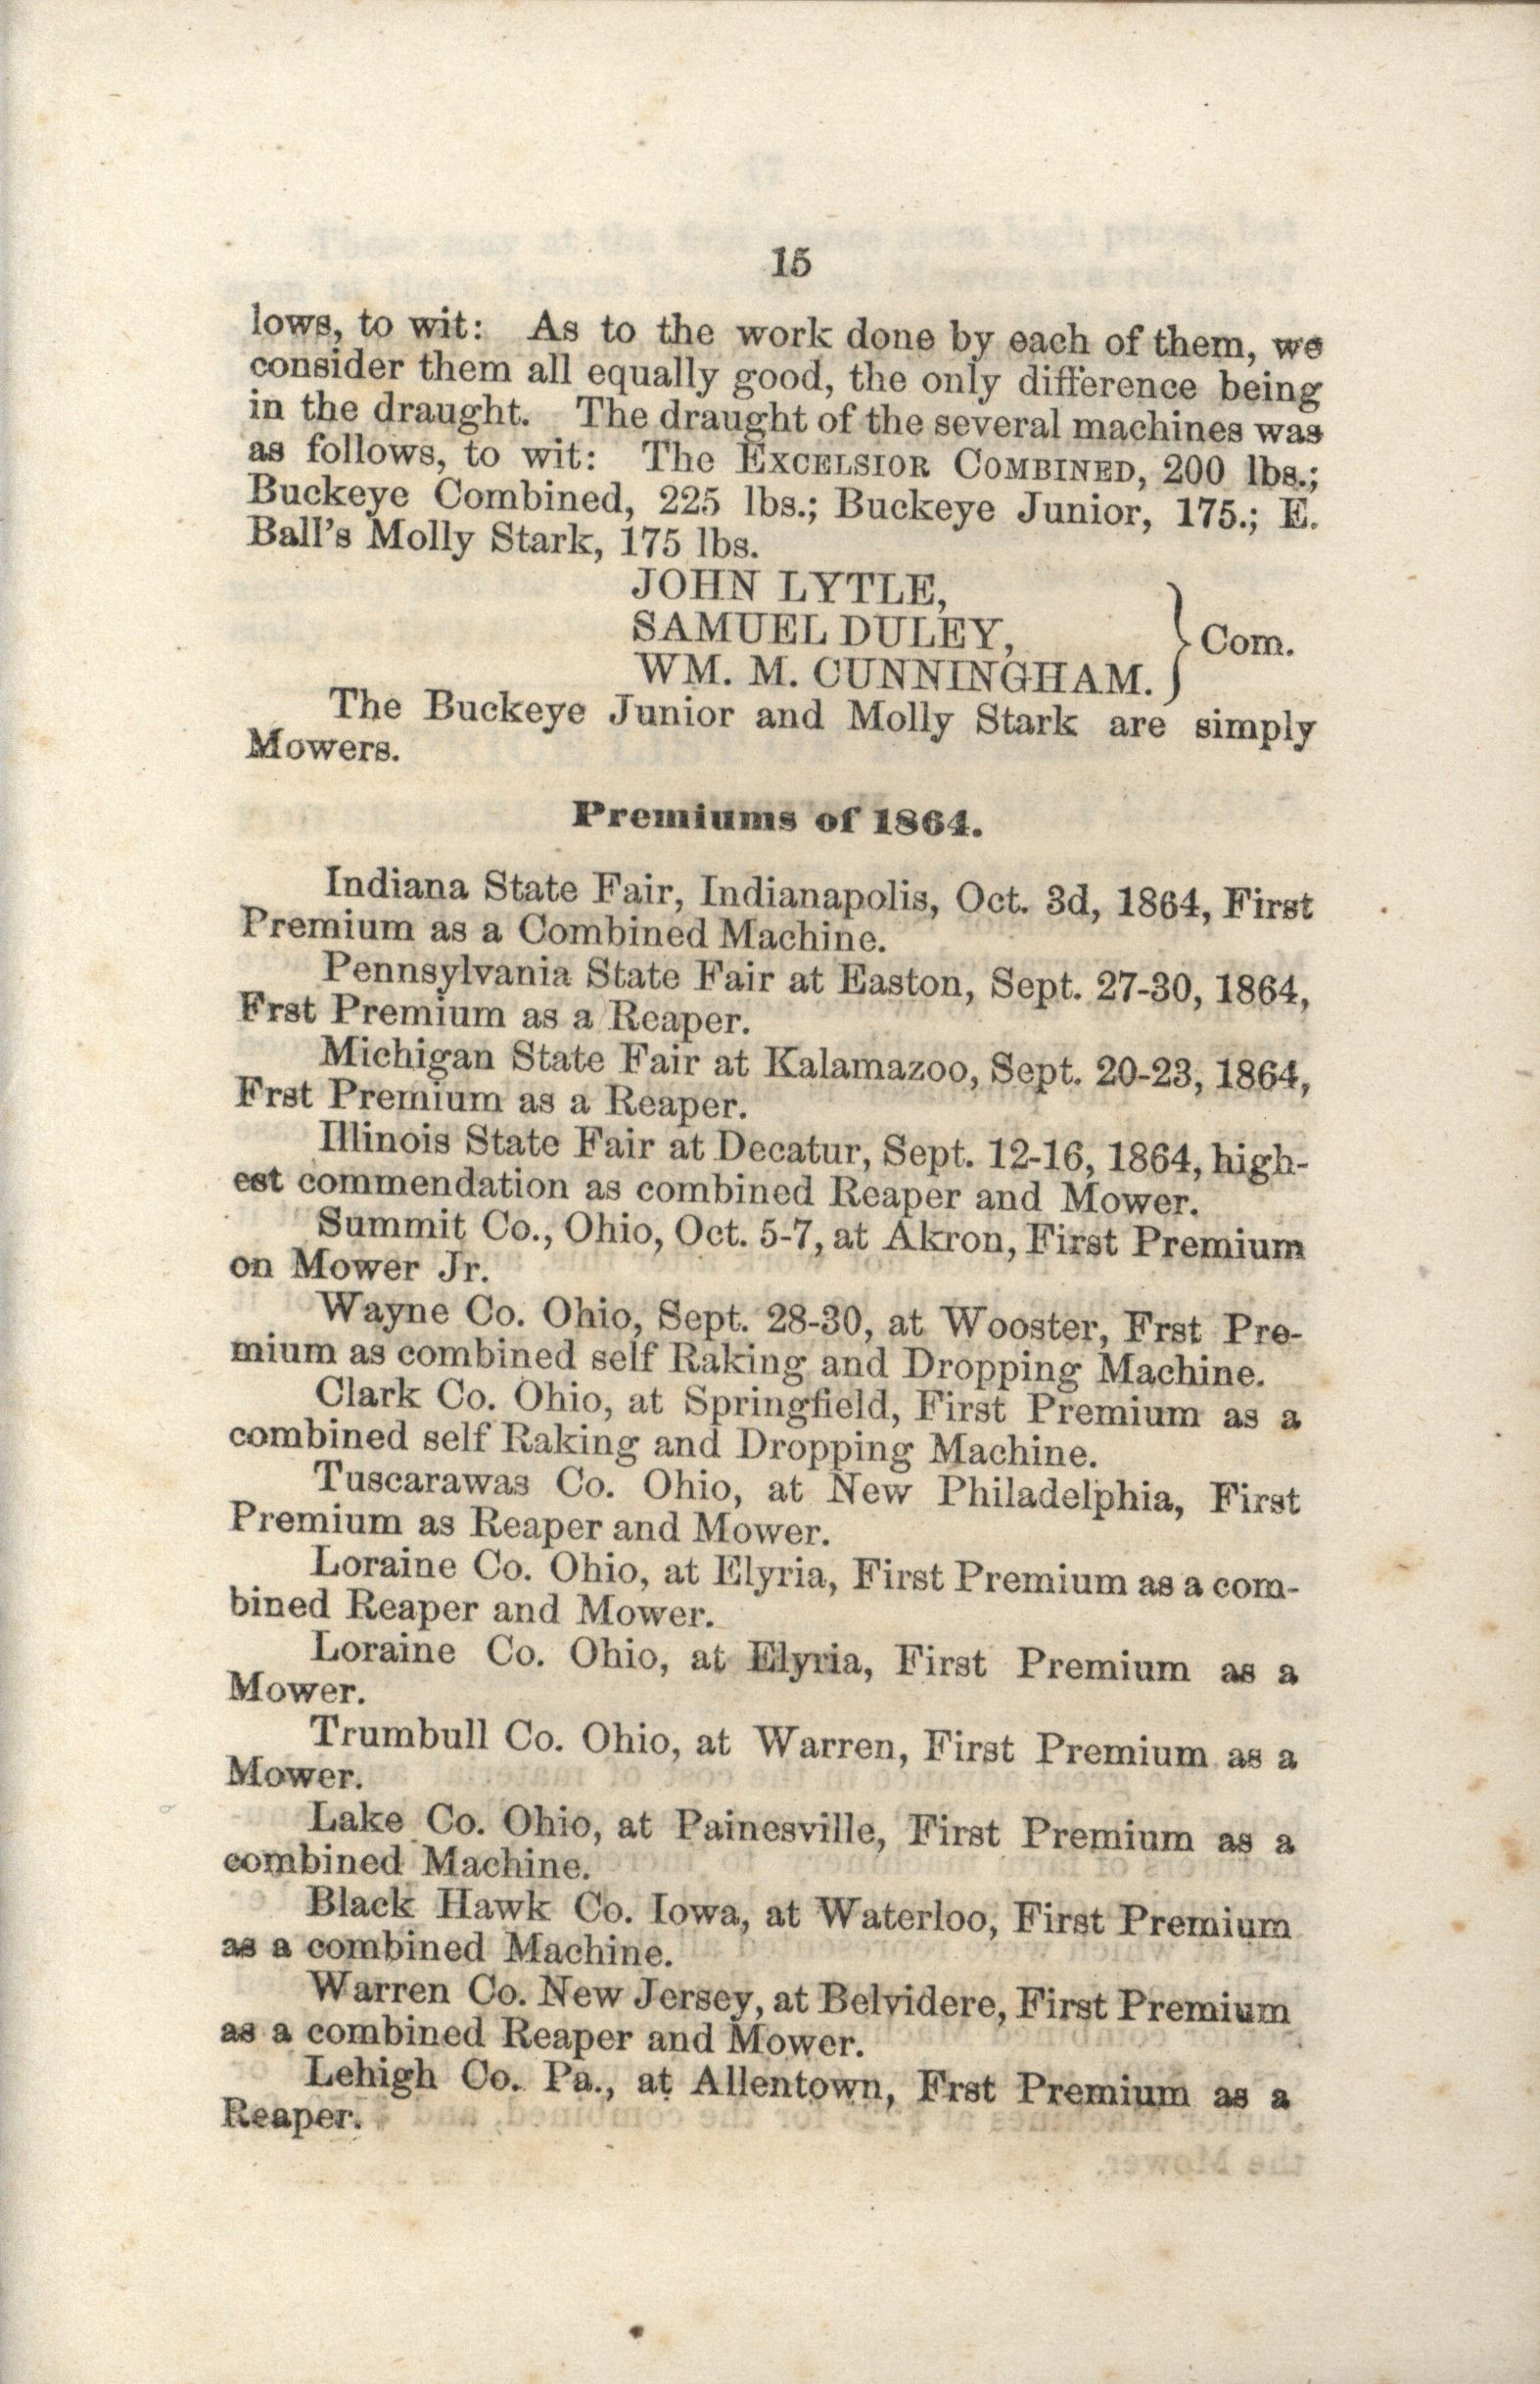 15
lows, to wit: As to the work done by each of them, we
consider them all equally good, the only difference being
in the draught. The draught of the several machines was
as follows, to wit: The EXCELSIOR COMBINED, 200 lbs.;
Buckeye Combined, 225 lbs.; Buckeye Junior, 175.; E.
Ball's Molly Stark, 175 lbs.
JOHN LYTLE,
SAMUEL DULEY,
WM. M. CUNNINGHAM.
} Com.
The Buckeye Junior and Molly Stark are simply
Mowers.
Premiums of 1864.
Indiana State Fair, Indianapolis, Oct. 3d, 1864, First
Premium as a Combined Machine.
Pennsylvania State Fair at Easton, Sept. 27-30, 1864,
Frst Premium as a Reaper.
Michigan State Fair at Kalamazoo, Sept. 20-23, 1864,
Frst Premium as a Reaper.
Illinois State Fair at Decatur, Sept. 12-16, 1864, high-
est commendation as combined Reaper and Mower.
Summit Co., Ohio, Oct. 5-7, at Akron, First Premium
on Mower Jr.
Wayne Co. Ohio, Sept. 28-30, at Wooster, Frst Pre-
mium as combined self Raking and Dropping Machine.
Clark Co. Ohio, at Springfield, First Premium as a
combined self Raking and Dropping Machine.
Tuscarawas Co. Ohio, at New Philadelphia, First
Premium as Reaper and Mower.
Loraine Co. Ohio, at Elyria, First Premium as a com-
bined Reaper and Mower.
Loraine Co. Ohio, at Elyria, First Premium as a
Mower.
Trumbull Co. Ohio, at Warren, First Premium as a
Mower.
Lake Co. Ohio, at Painesville, First Premium as a
combined Machine.
Black Hawk Co. Iowa, at Waterloo, First Premium
as a combined Machine.
Warren Co. New Jersey, at Belvidere, First Premium
as a combined Reaper and Mower.
Lehigh Co. Pa., at Allentown, Frst Premium as a
Reaper.